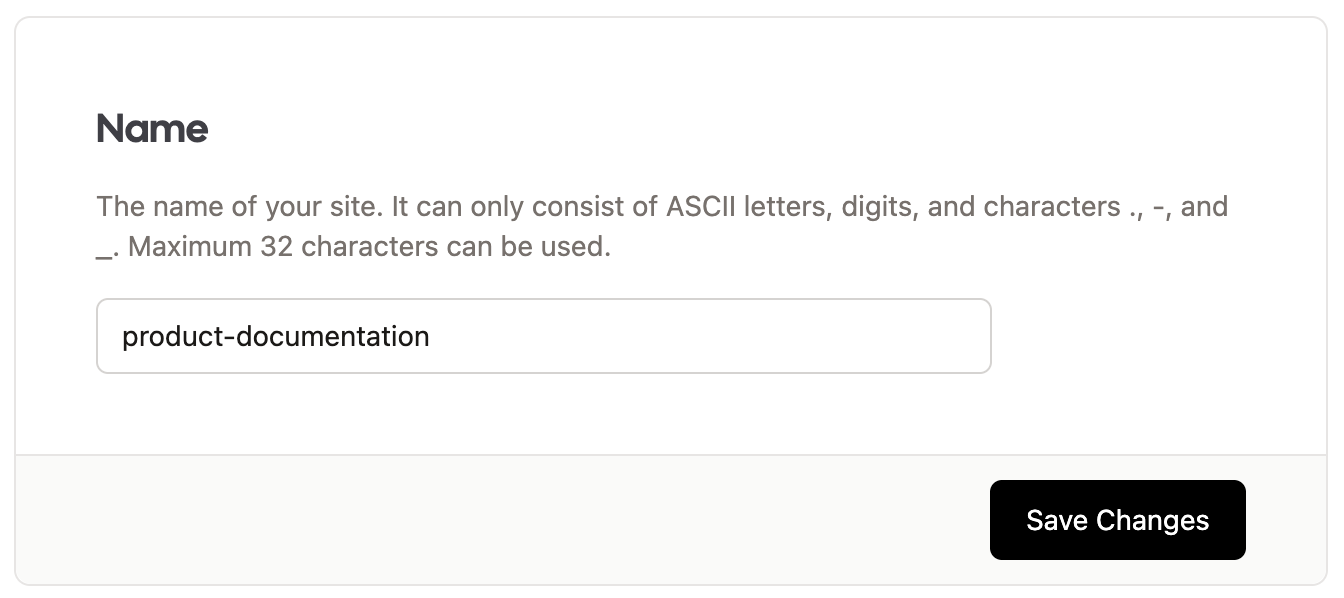 Name
The name of your site. It can only consist of ASCII letters, digits, and characters ., -, and
_. Maximum 32 characters can be used.
product-documentation
Save Changes